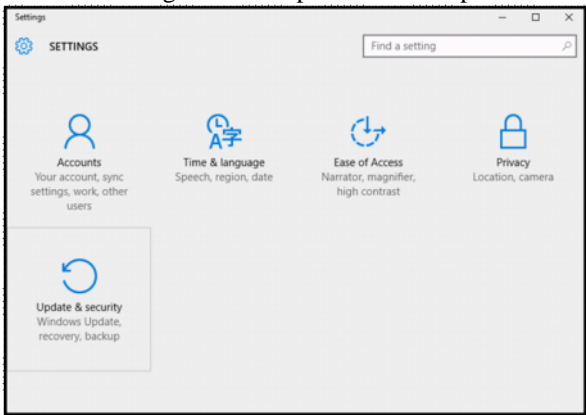 Settings
SETTINGS
Find a setting
Accounts
Your account, sync
settings, work, other
users
Time & language
Speech, region, date
Ease of Access
Narrator, magnifier,
high contrast
Privacy
Location, camera
Update & security
Windows Update,
recovery, backup